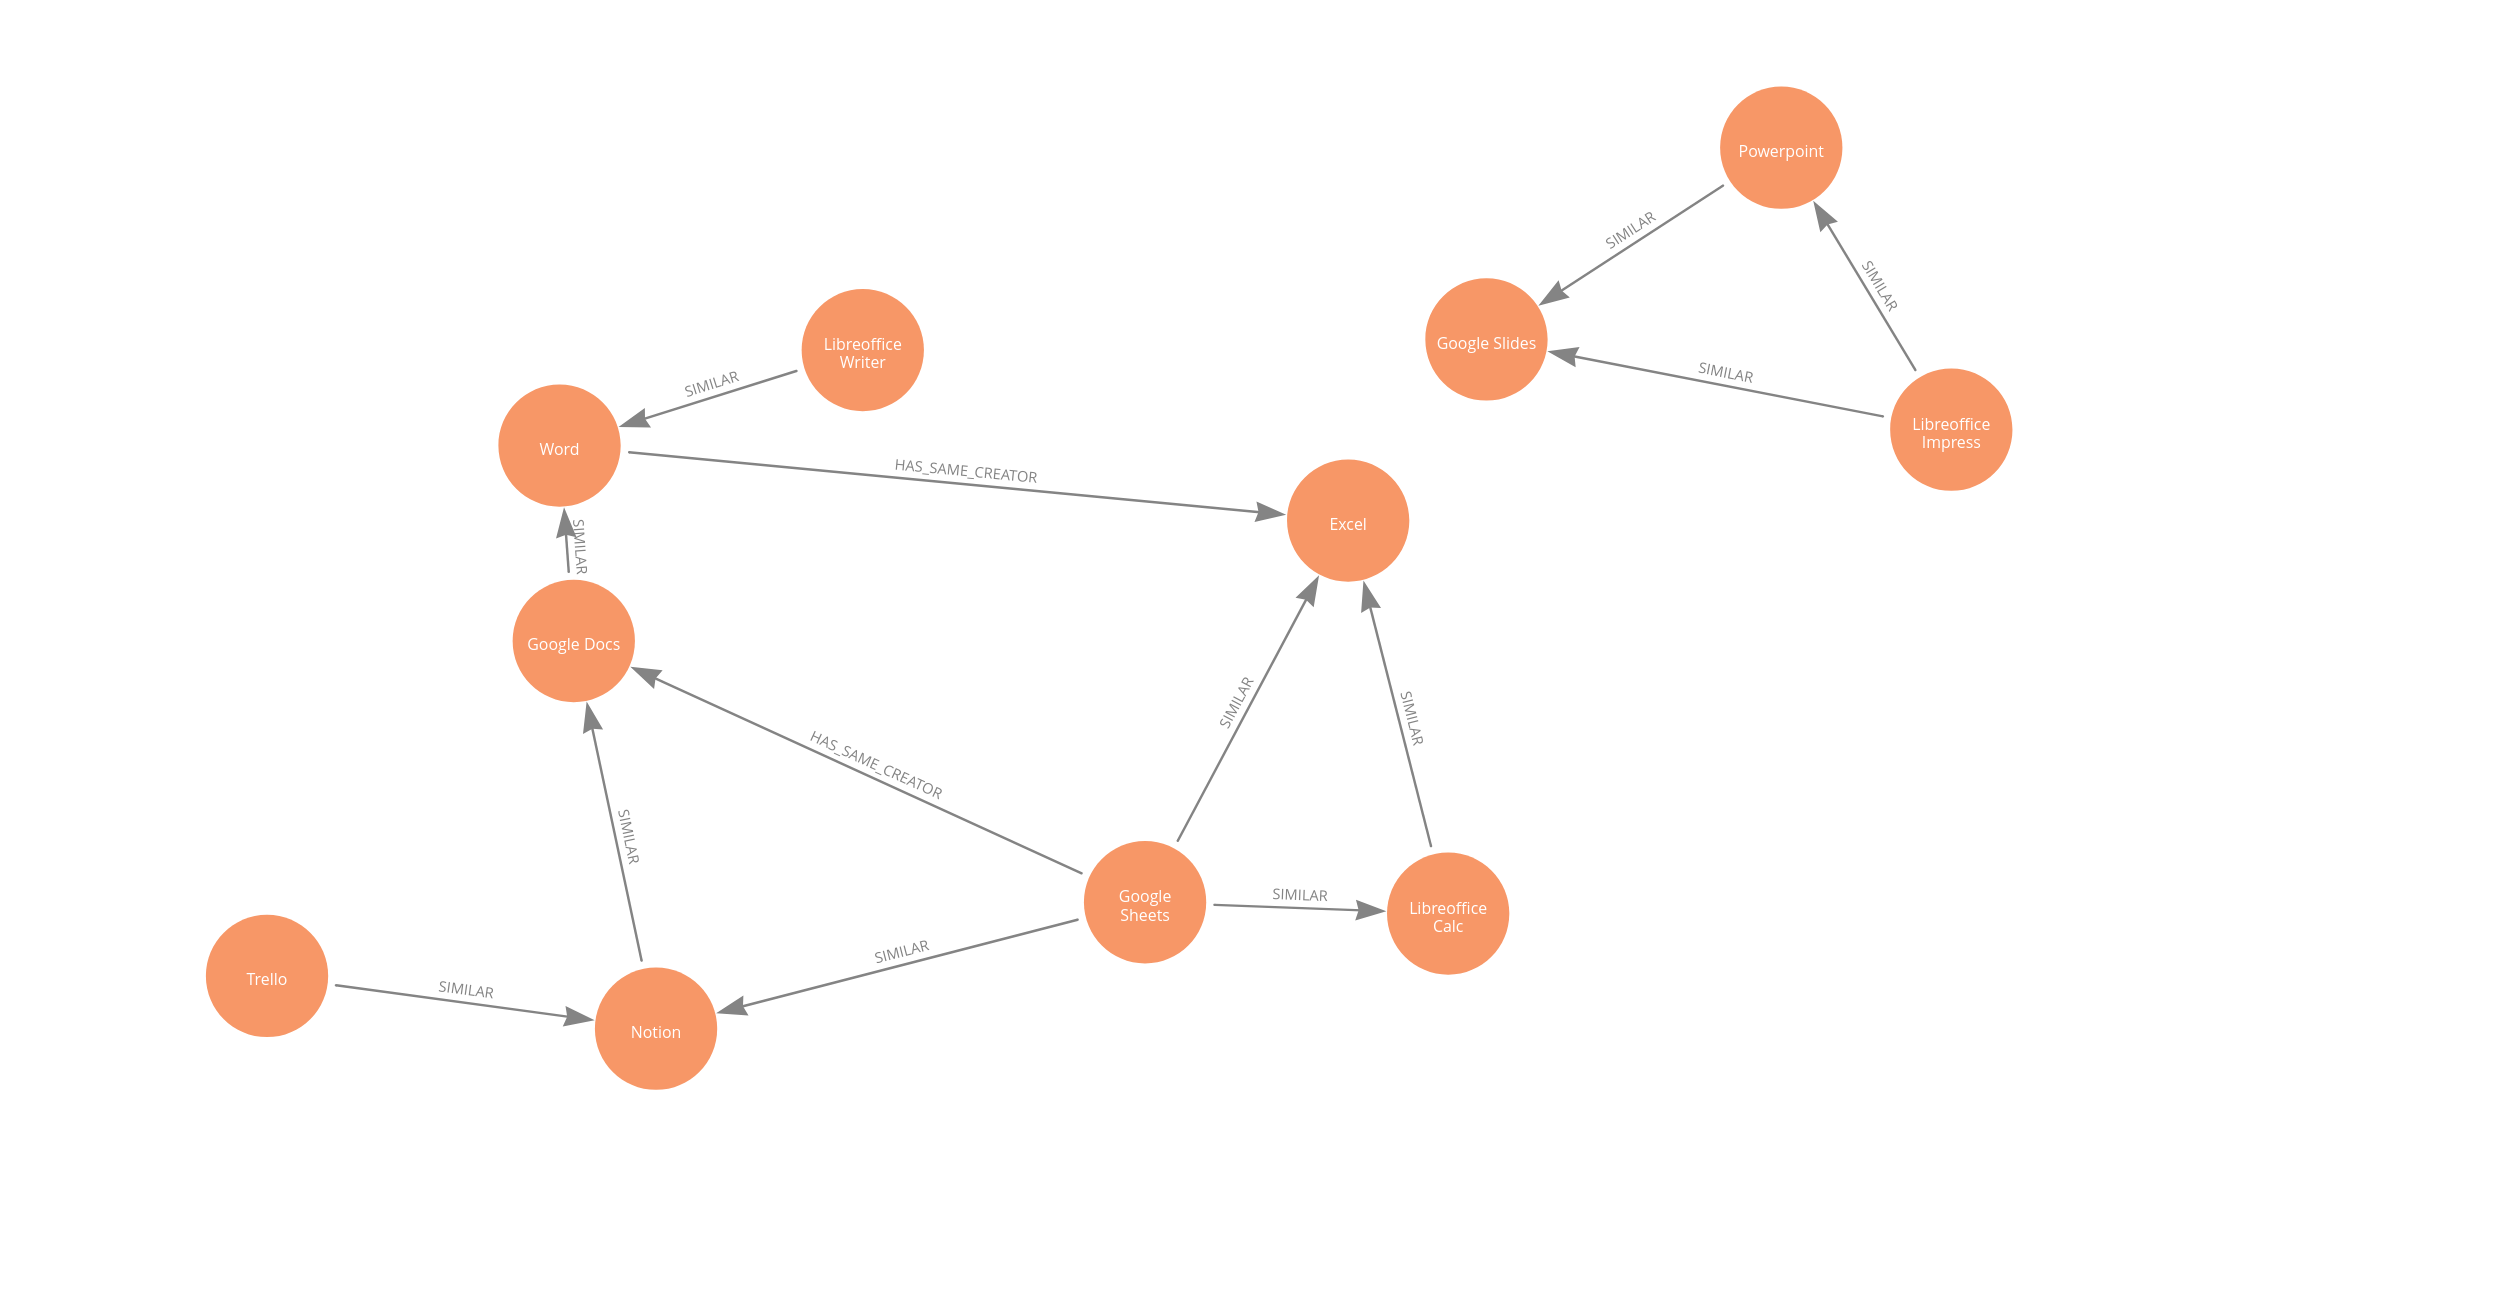 Powerpoint
SIMILAR
SIMILAR
Google Slides
SIMILAR
Libreoffice
Impress
Libreoffice
Writer
SIMILAR
Word
HAS_SAME_CREATOR
Excel
SIMILAR
Google Docs
HAS_SAME_CREATOR
SIMILAR
SIMILAR
SIMILAR
Google
Sheets
SIMILAR
Libreoffice
Calc
SIMILAR
Trello
SIMILAR
Notion